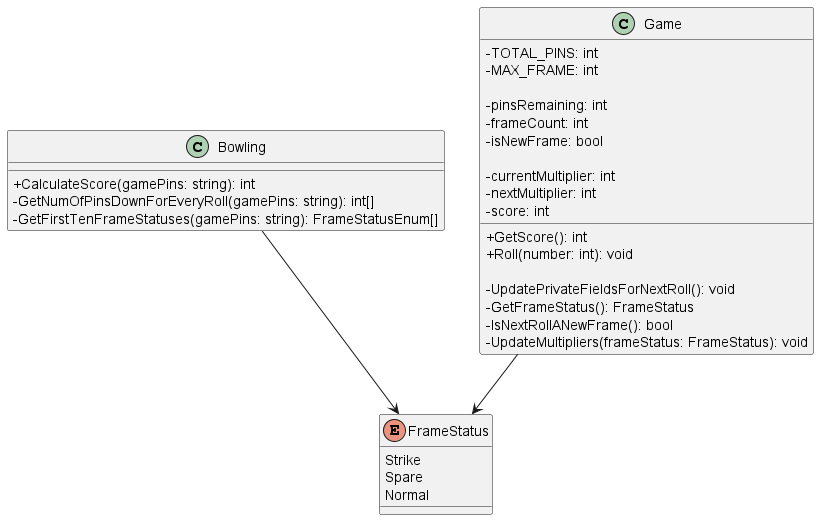 C Game
-TOTAL_PINS: int
-MAX_FRAME: int
-pinsRemaining: int
-frameCount: int
-isNewFrame: bool
-currentMultiplier: int
-nextMultiplier: int
-score: int
+GetScore(): int
+Roll(number: int): void
-UpdatePrivateFieldsForNextRoll(): void
-GetFrameStatus(): FrameStatus
-IsNextRollANewFrame(): bool
-UpdateMultipliers(frameStatus: FrameStatus): void
C Bowling
+CalculateScore(gamePins: string): int
-GetNumOfPinsDownForEveryRoll(gamePins: string): int[]
-GetFirstTenFrameStatuses(gamePins: string): FrameStatusEnum[]
E FrameStatus
Strike
Spare
Normal